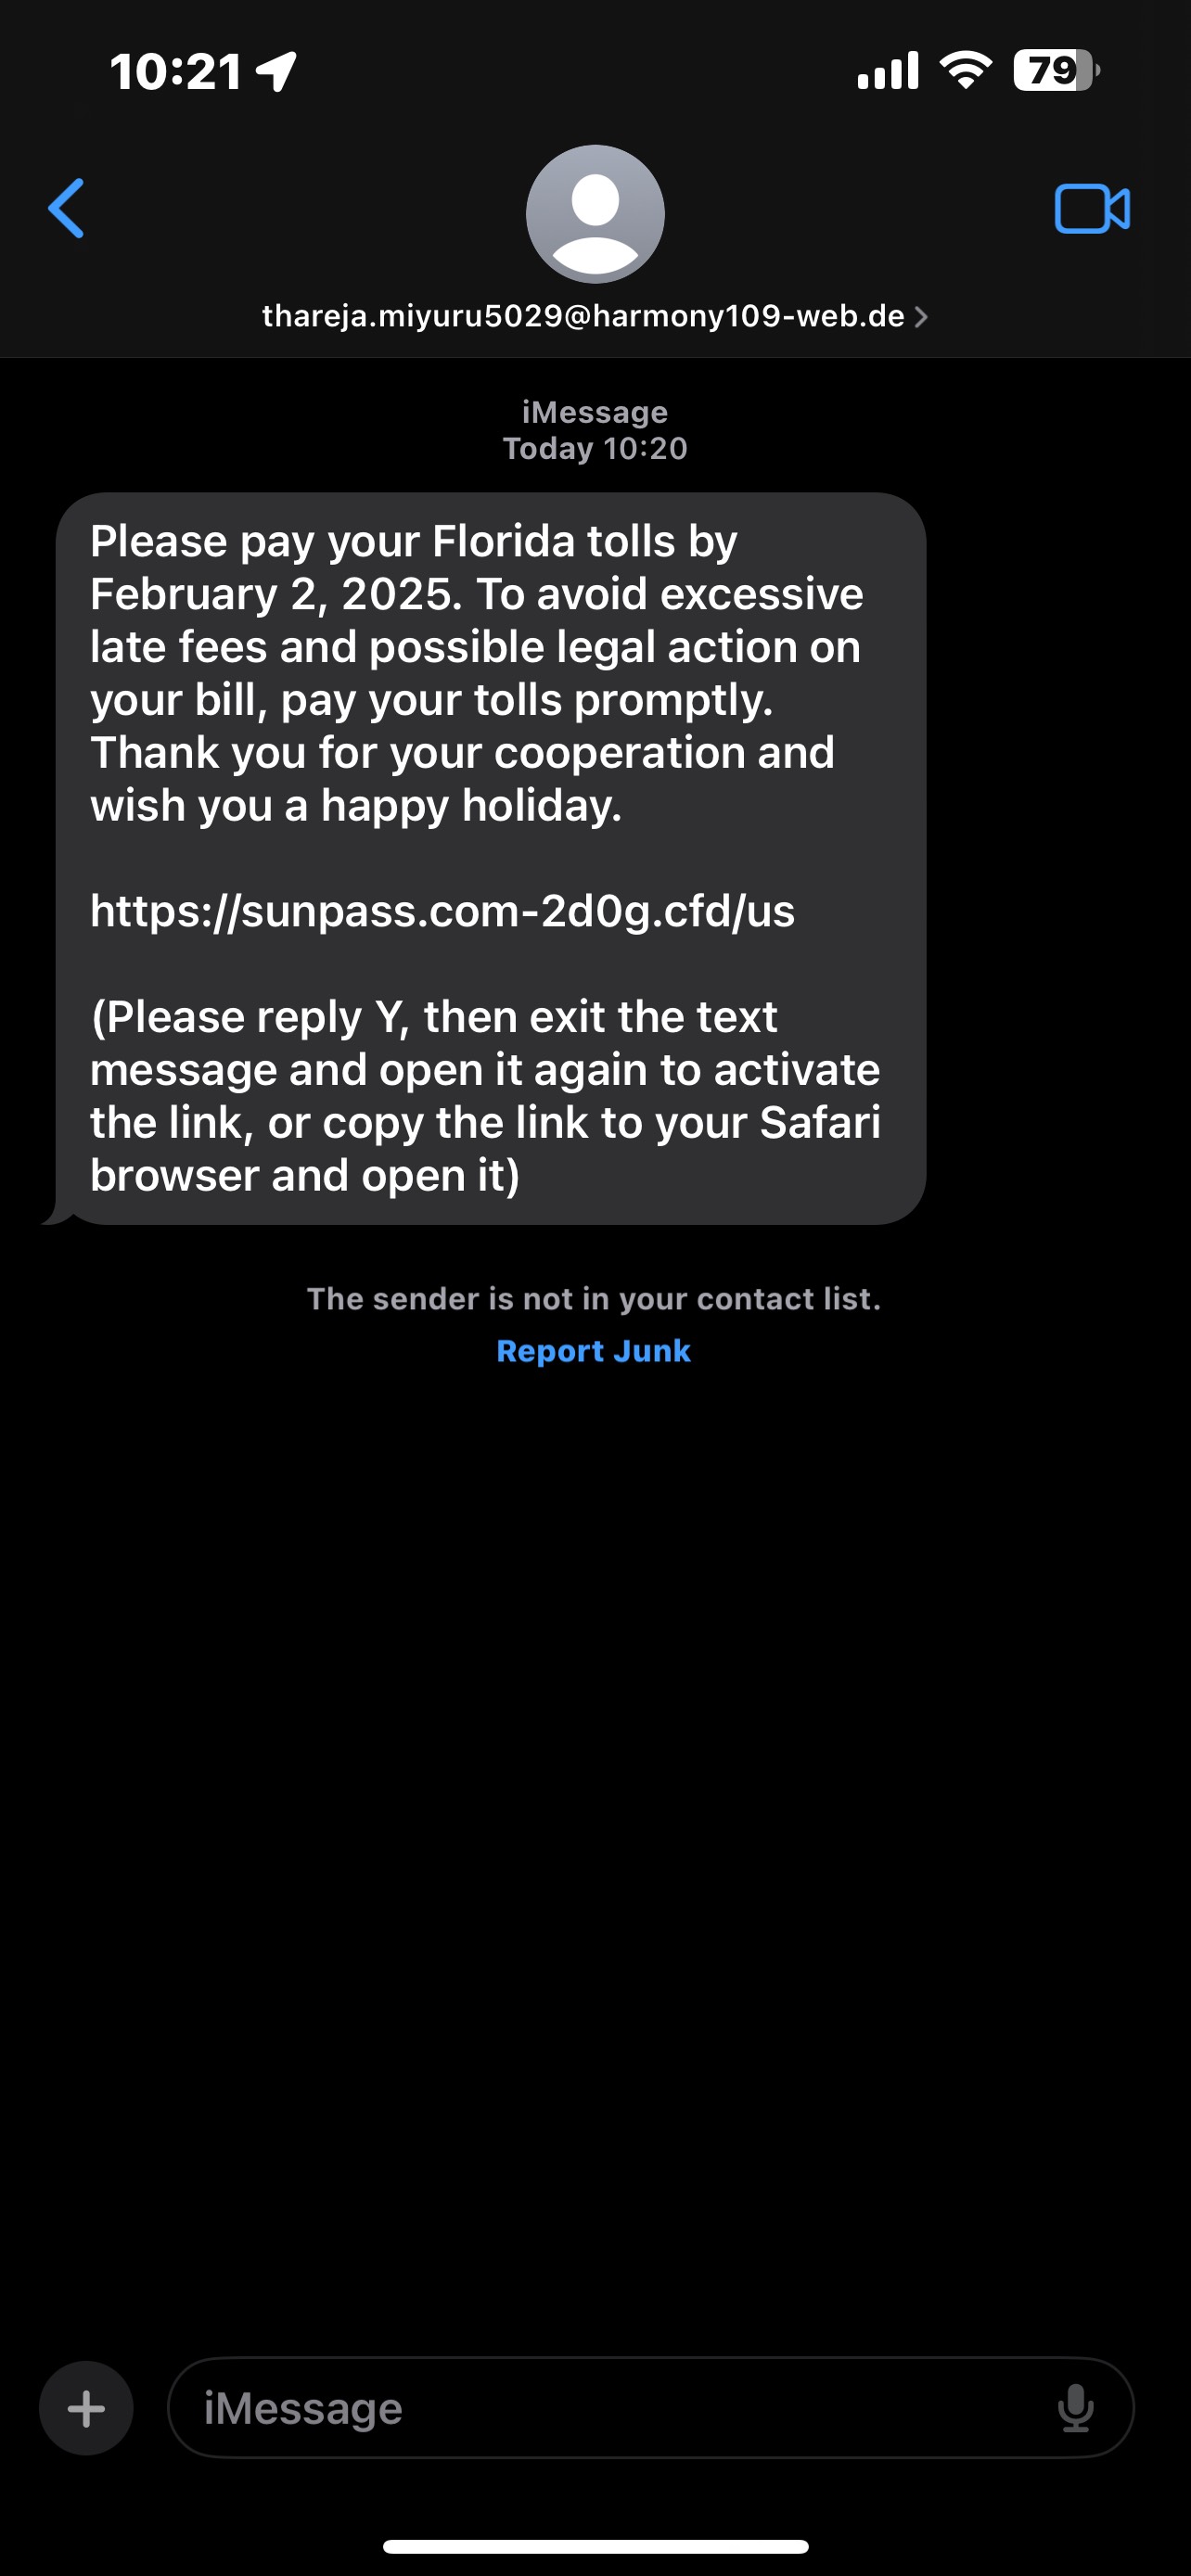 10:21
79
thareja.miyuru5029@harmony109-web.de
iMessage
Today 10:20
Please pay your Florida tolls by
February 2, 2025. To avoid excessive
late fees and possible legal action on
your bill, pay your tolls promptly.
Thank you for your cooperation and
wish you a happy holiday.
https://sunpass.com-2d0g.cfd/us
(Please reply Y, then exit the text
message and open it again to activate
the link, or copy the link to your Safari
browser and open it)
The sender is not in your contact list.
Report Junk
iMessage